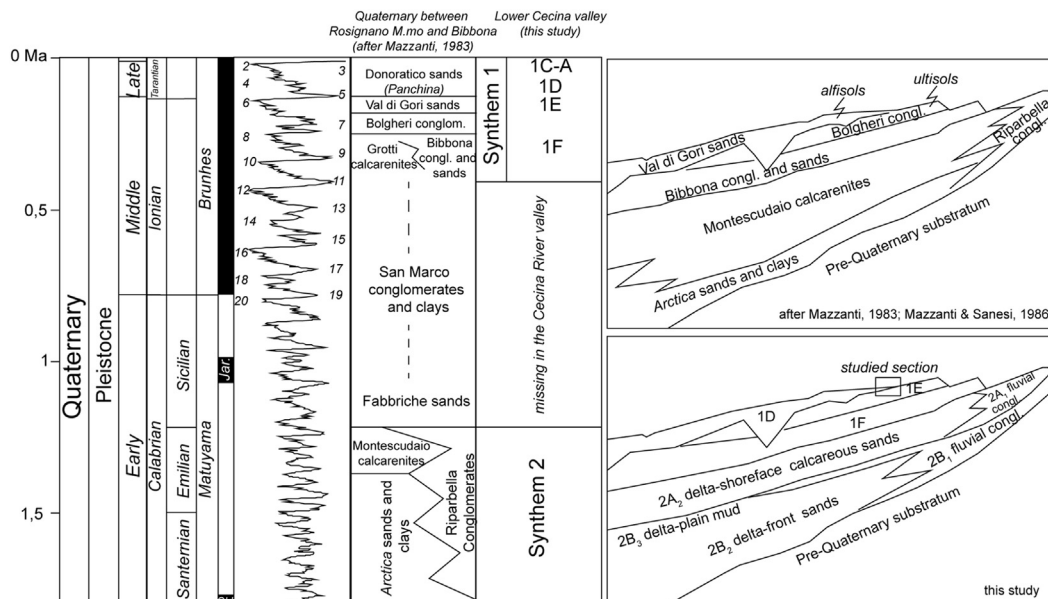 Quaternary between
Rosignano M.mo and Bibbona
(after Mazzanti, 1983)
Lower Cecina valley
(this study)
0 Ma
0,5
1
1,5
Quaternary
Pleistocne
Late
Middle
Early
Tarantian
Ionian
Calabrian
Sicilian
Emilian
Santernian
Brunhes
Matuyama
Jar.
2
3
4
5
6
7
8
9
10
11
12
13
14
15
16
17
18
19
20
Donoratico sands
(Panchina)
Val di Gori sands
Bolgheri conglom.
Grotti
calcarenites
Bibbona
congl. and
sands
San Marco
conglomerates
and clays
Fabbriche sands
Montescudaio
calcarenites
Arctica sands and
clays
Riparbella
Conglomerates
Synthem 1
1C-A
1D
1E
1F
missing in the Cecina River valley
Synthem 2
alfisols
ultisols
Val di Gori sands
Bolgheri congl.
Riparbella
congl.
Bibbona congl. and sands
Montescudaio calcarenites
Arctica sands and clays
Pre-Quaternary substratum
after Mazzanti, 1983; Mazzanti & Sanesi, 1986
studied section
1E
1D
1F
2A₁ fluvial
congl.
2A₂ delta-shoreface calcareous sands
2B₁ fluvial congl.
2B₃ delta-plain mud
2B₂ delta-front sands
Pre-Quaternary substratum
this study